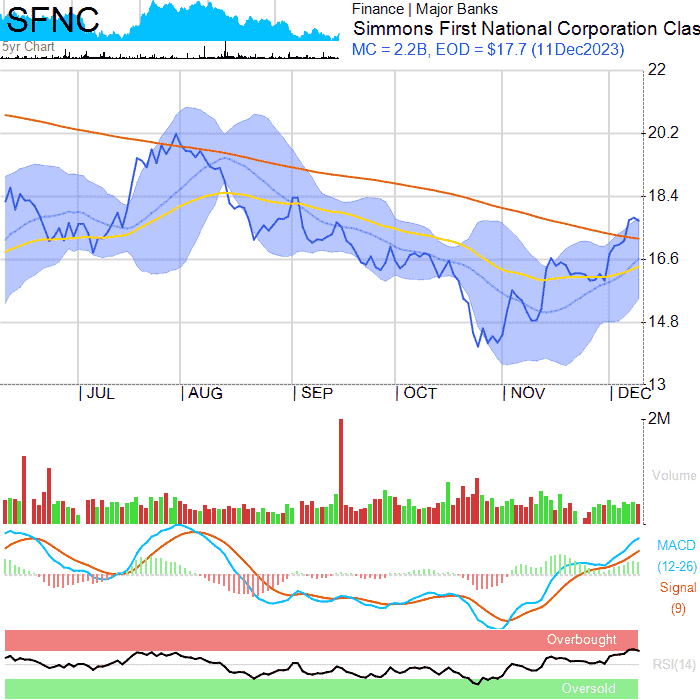 SFNC
Finance | Major Banks
Simmons First National Corporation Clas
MC = 2.2B, EOD = $17.7 (11Dec2023)
5yr Chart
22
20.2
18.4
16.6
14.8
13
JUL
AUG
SEP
OCT
NOV
DEC
2M
Volume
MACD
(12-26)
Signal
(9)
Overbought
RSI(14)
Oversold